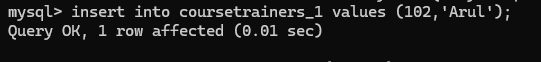 mysql> insert into coursetrainers_1 values (102,'Arul');
Query OK, 1 row affected (0.01 sec)